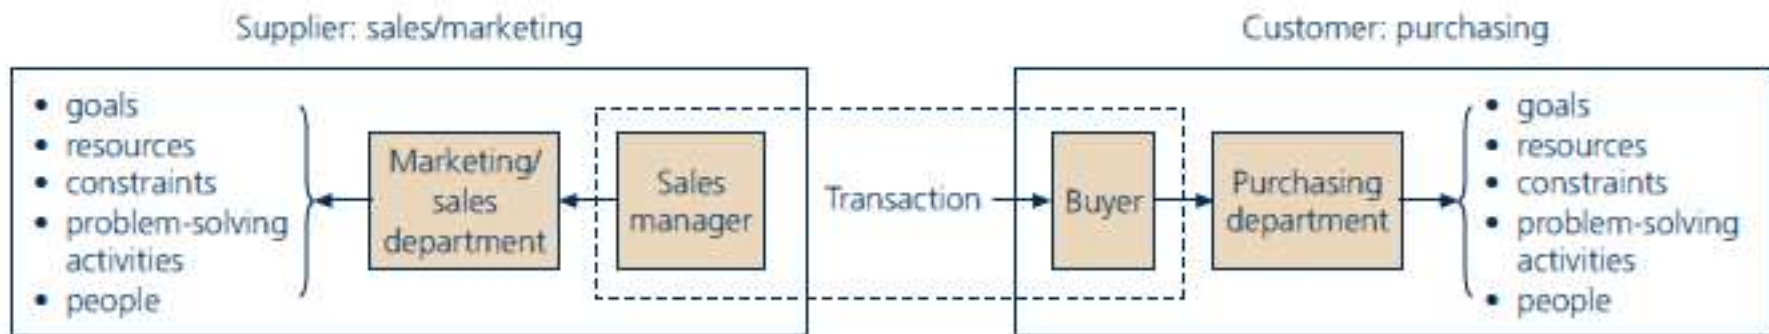 Supplier: sales/marketing
Customer: purchasing
• goals
• resources
• constraints
• problem-solving
activities
• people
Marketing/
sales
department
Sales
manager
Transaction
Buyer
Purchasing
department
• goals
• resources
• constraints
• problem-solving
activities
• people